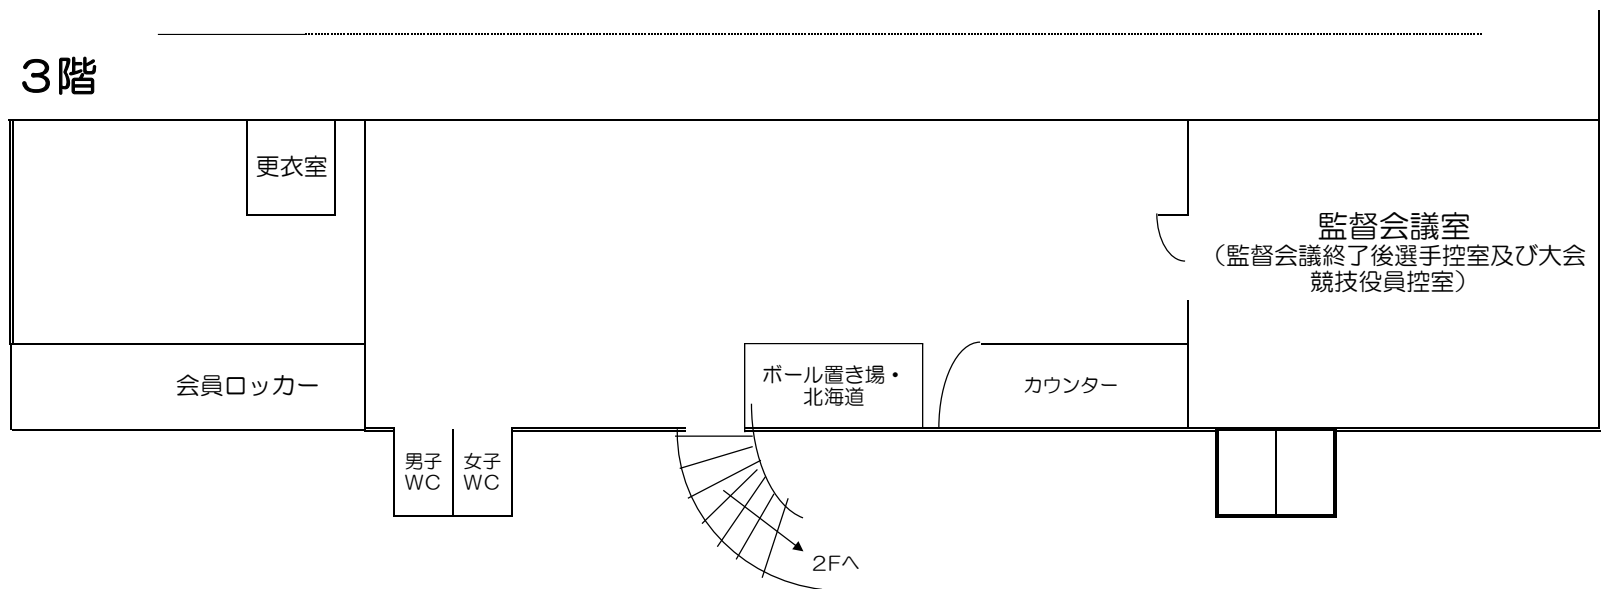 ３階
更衣室
監督会議室
（監督会議終了後選手控室及び大会
競技役員控室）
会員ロッカー
ボール置き場・
北海道
カウンター
男子
WC
女子
WC
2Fへ